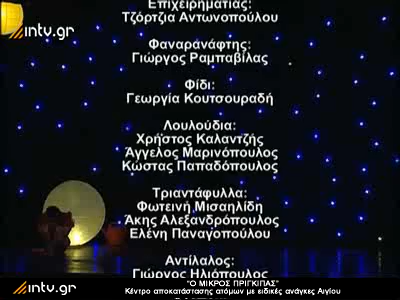 Επιχειρηματίας:
Τζόρτζια Αντωνοπούλου
intv.gr
Φαναρανάφτης:
Γιώργος Ραμπαβίλας
Φίδι:
Γεωργία Κουτσουραδή
Λουλούδια:
Χρήστος Καλαντζής
Άγγελος Μαρινόπουλος
Κώστας Παπαδόπουλος
Τριαντάφυλλα:
Φωτεινή Μισαηλίδη
Άκης Αλεξανδρόπουλος
Ελένη Παναγοπούλου
Αντίλαλος:
Γιώργος Ηλιόπουλος
intv.gr
"Ο ΜΙΚΡΟΣ ΠΡΙΓΚΙΠΑΣ"
Κέντρο αποκατάστασης ατόμων με ειδικές ανάγκες Αιγίου